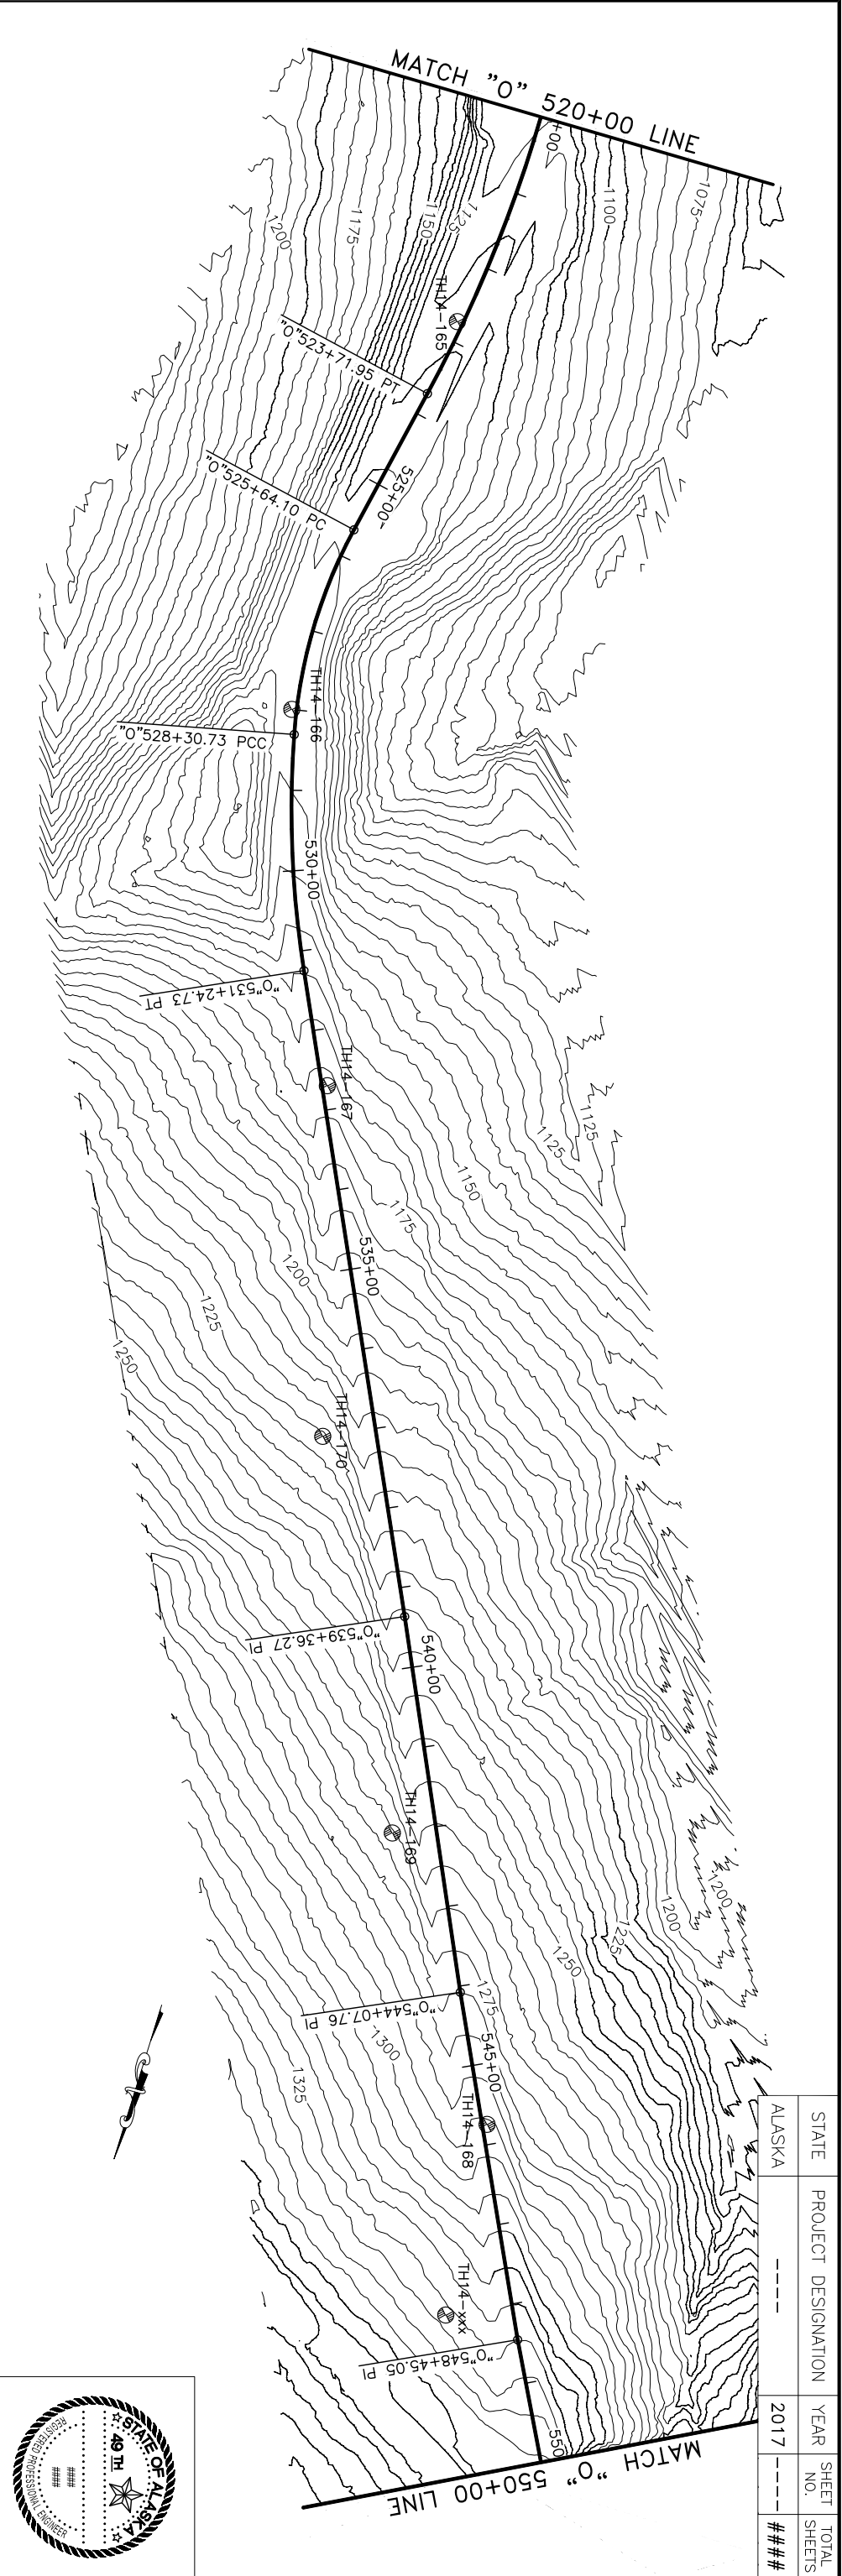 MATCH "O" 520+00 LINE
+00
1075
1100
1125
1150
1175
1200
TH14-165
"O"523+71.95 PT
525+00
"O"525+64.10 PC
TH14-166
"O"528+30.73 PCC
530+00
"O"531+24.73 PT
TH14-167
1125
1125
1150
1175
535+00
1200
1225
1250
TH14-170
"O"539+36.27 PI
540+00
TH14-169
1200
1200
1225
1250
1275
"O"544+07.76 PI
545+00
1300
1325
TH14-168
TH14-xxx
"O"548+45.05 PI
550
MATCH "O" 550+00 LINE
STATE
PROJECT DESIGNATION
YEAR
SHEET NO.
TOTAL SHEETS
ALASKA
----
2017
----
####
STATE OF ALASKA
49 TH
###
###
REGISTERED PROFESSIONAL ENGINEER